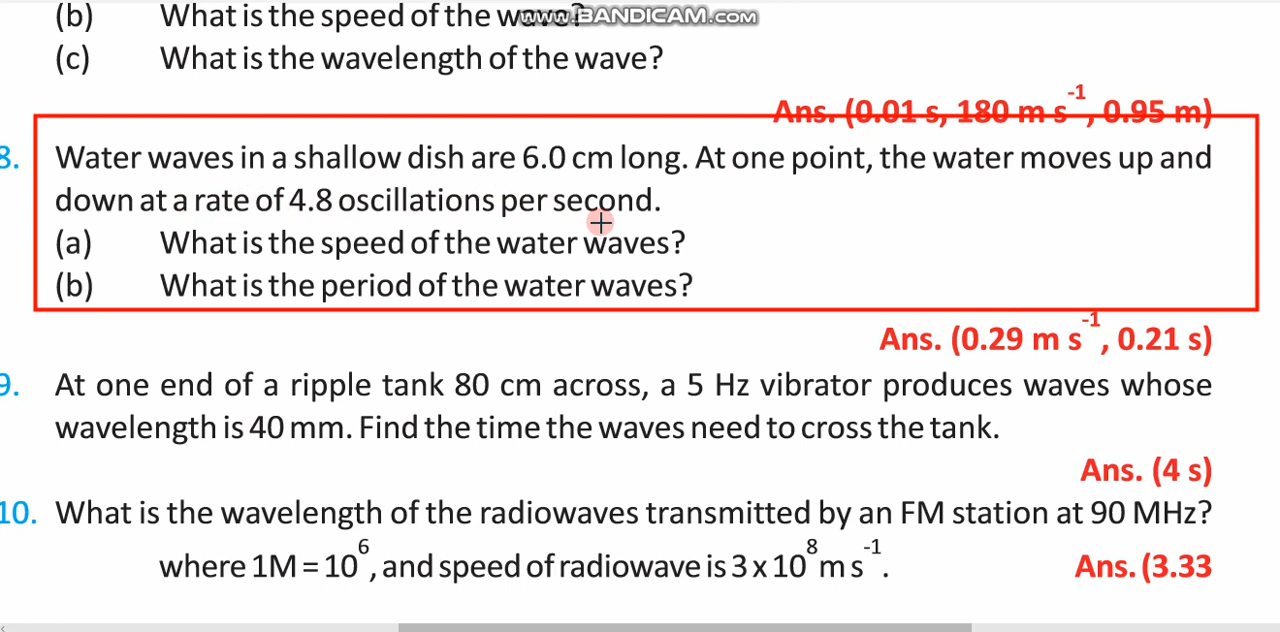 (b) What is the speed of the wave?
www.BANDICAM.com
(c) What is the wavelength of the wave?
Ans. (0.01 s, 180 m s⁻¹, 0.95 m)
8. Water waves in a shallow dish are 6.0 cm long. At one point, the water moves up and
down at a rate of 4.8 oscillations per second.
(a) What is the speed of the water waves?
(b) What is the period of the water waves?
Ans. (0.29 m s⁻¹, 0.21 s)
9. At one end of a ripple tank 80 cm across, a 5 Hz vibrator produces waves whose
wavelength is 40 mm. Find the time the waves need to cross the tank.
Ans. (4 s)
10. What is the wavelength of the radiowaves transmitted by an FM station at 90 MHz?
where 1M = 10⁶, and speed of radiowave is 3 x 10⁸ m s⁻¹. Ans. (3.33